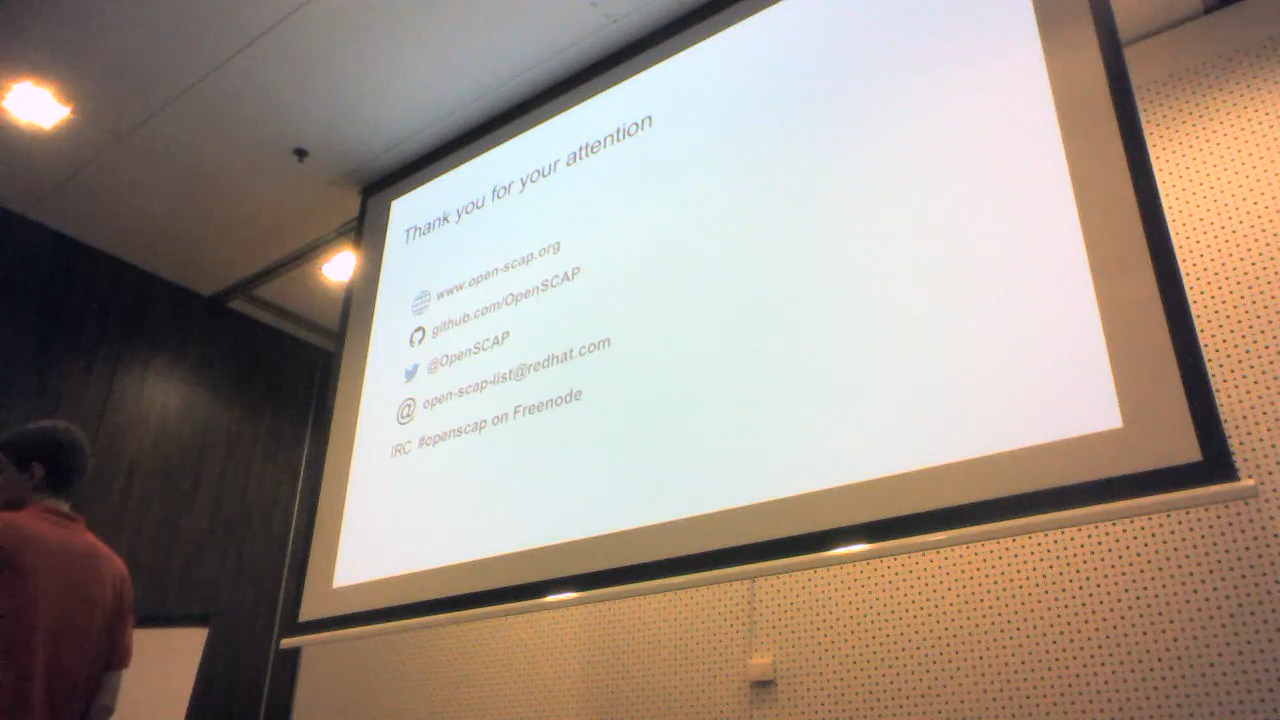 Thank you for your attention
www.open-scap.org
github.com/OpenSCAP
@OpenSCAP
@ open-scap-list@redhat.com
IRC #openscap on Freenode